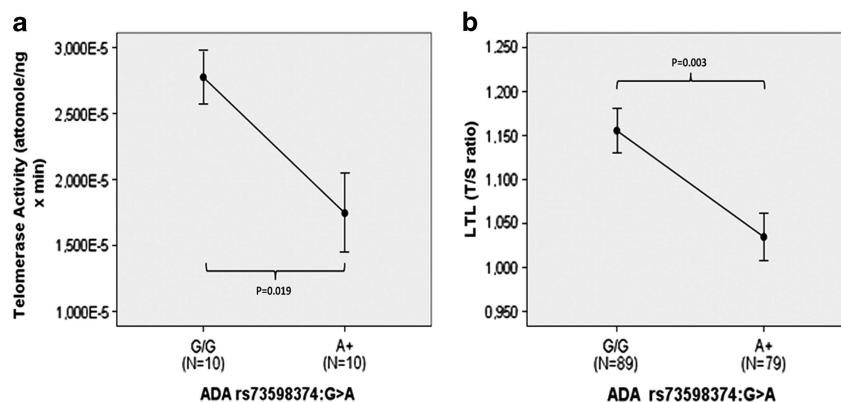 a
Telomerase Activity (attomole/ng
x min)
3,000E-5
2,500E-5
2,000E-5
1,500E-5
1,000E-5
P=0.019
G/G
(N=10)
A+
(N=10)
ADA rs73598374:G>A
b
LTL (T/S ratio)
1,250
1,200
1,150
1,100
1,050
1,000
0,950
P=0.003
G/G
(N=89)
A+
(N=79)
ADA rs73598374:G>A